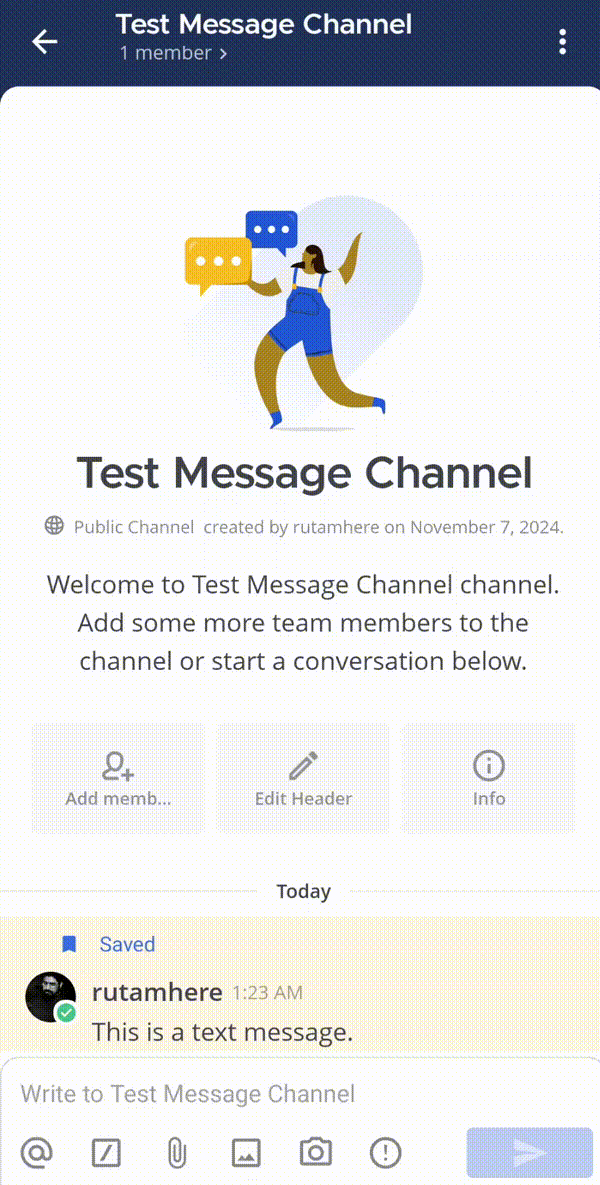 Test Message Channel
1 member
Test Message Channel
Public Channel created by rutamhere on November 7, 2024.
Welcome to Test Message Channel channel.
Add some more team members to the
channel or start a conversation below.
Add memb...
Edit Header
Info
Today
Saved
rutamhere 1:23 AM
This is a text message.
Write to Test Message Channel